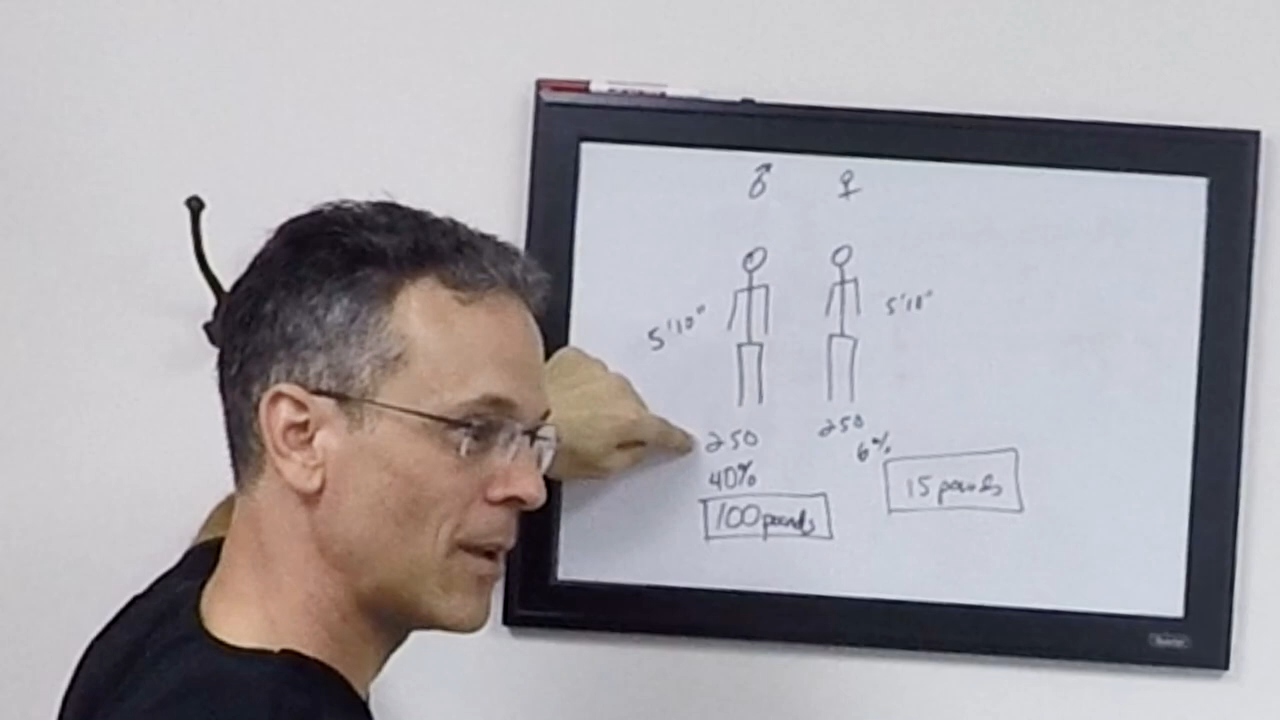 ♂ ♀
5'10" 5'10"
250 250
40% 6%
100 pounds 15 pounds